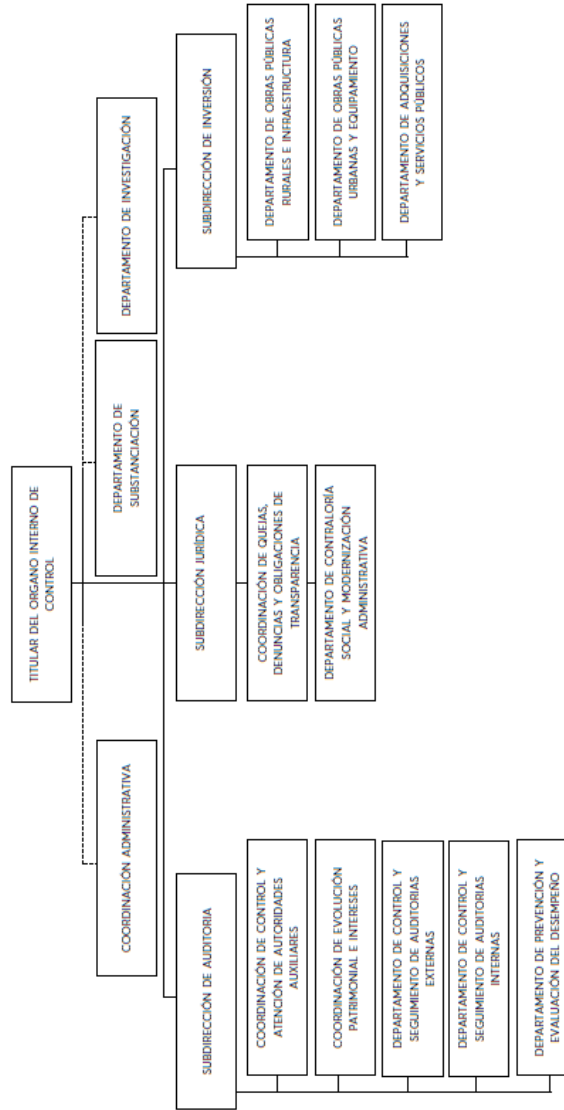 TITULAR DEL ORGANO INTERNO DE
CONTROL
COORDINACIÓN ADMINISTRATIVA
DEPARTAMENTO DE
SUBSTANCIACIÓN
DEPARTAMENTO DE INVESTIGACIÓN
SUBDIRECCIÓN DE AUDITORIA
SUBDIRECCIÓN JURÍDICA
SUBDIRECCIÓN DE INVERSIÓN
COORDINACIÓN DE CONTROL Y
ATENCIÓN DE AUTORIDADES
AUXILIARES
COORDINACIÓN DE EVOLUCIÓN
PATRIMONIAL E INTERESES
DEPARTAMENTO DE CONTROL Y
SEGUIMIENTO DE AUDITORIAS
EXTERNAS
DEPARTAMENTO DE CONTROL Y
SEGUIMIENTO DE AUDITORIAS
INTERNAS
DEPARTAMENTO DE PREVENCIÓN Y
EVALUACIÓN DEL DESEMPEÑO
COORDINACIÓN DE QUEJAS,
DENUNCIAS Y OBLIGACIONES DE
TRANSPARENCIA
DEPARTAMENTO DE CONTRALORÍA
SOCIAL Y MODERNIZACIÓN
ADMINISTRATIVA
DEPARTAMENTO DE OBRAS PÚBLICAS
RURALES E INFRAESTRUCTURA
DEPARTAMENTO DE OBRAS PÚBLICAS
URBANAS Y EQUIPAMIENTO
DEPARTAMENTO DE ADQUISICIONES
Y SERVICIOS PÚBLICOS